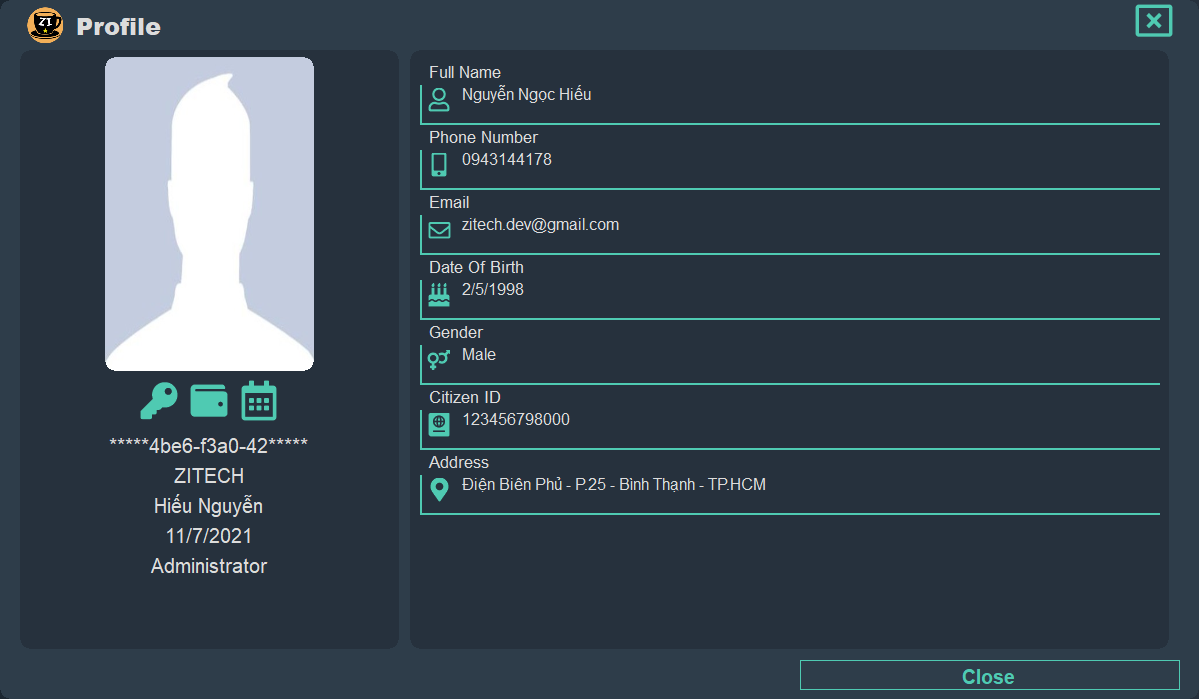 ZI
Profile
*****4be6-f3a0-42*****
ZITECH
Hiếu Nguyễn
11/7/2021
Administrator
Full Name
Nguyễn Ngọc Hiếu
Phone Number
0943144178
Email
zitech.dev@gmail.com
Date Of Birth
2/5/1998
Gender
Male
Citizen ID
123456798000
Address
Điện Biên Phủ - P.25 - Bình Thạnh - TP.HCM
Close